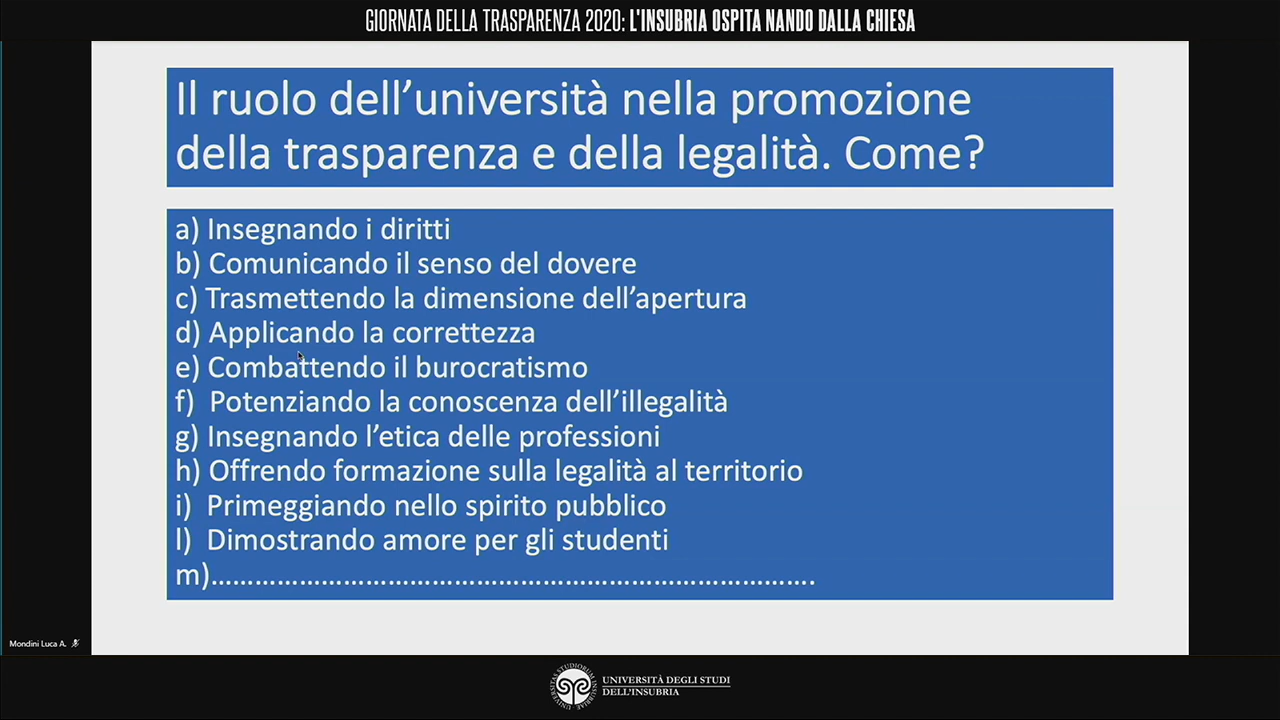 GIORNATA DELLA TRASPARENZA 2020: L'INSUBRIA OSPITA NANDO DALLA CHIESA
Il ruolo dell’università nella promozione
della trasparenza e della legalità. Come?
a) Insegnando i diritti
b) Comunicando il senso del dovere
c) Trasmettendo la dimensione dell’apertura
d) Applicando la correttezza
e) Combattendo il burocratismo
f)  Potenziando la conoscenza dell’illegalità
g) Insegnando l’etica delle professioni
h) Offrendo formazione sulla legalità al territorio
i)  Primeggiando nello spirito pubblico
l)  Dimostrando amore per gli studenti
m)……………………………………………………………………….
Mondini Luca A.
UNIVERSITÀ DEGLI STUDI
DELL'INSUBRIA